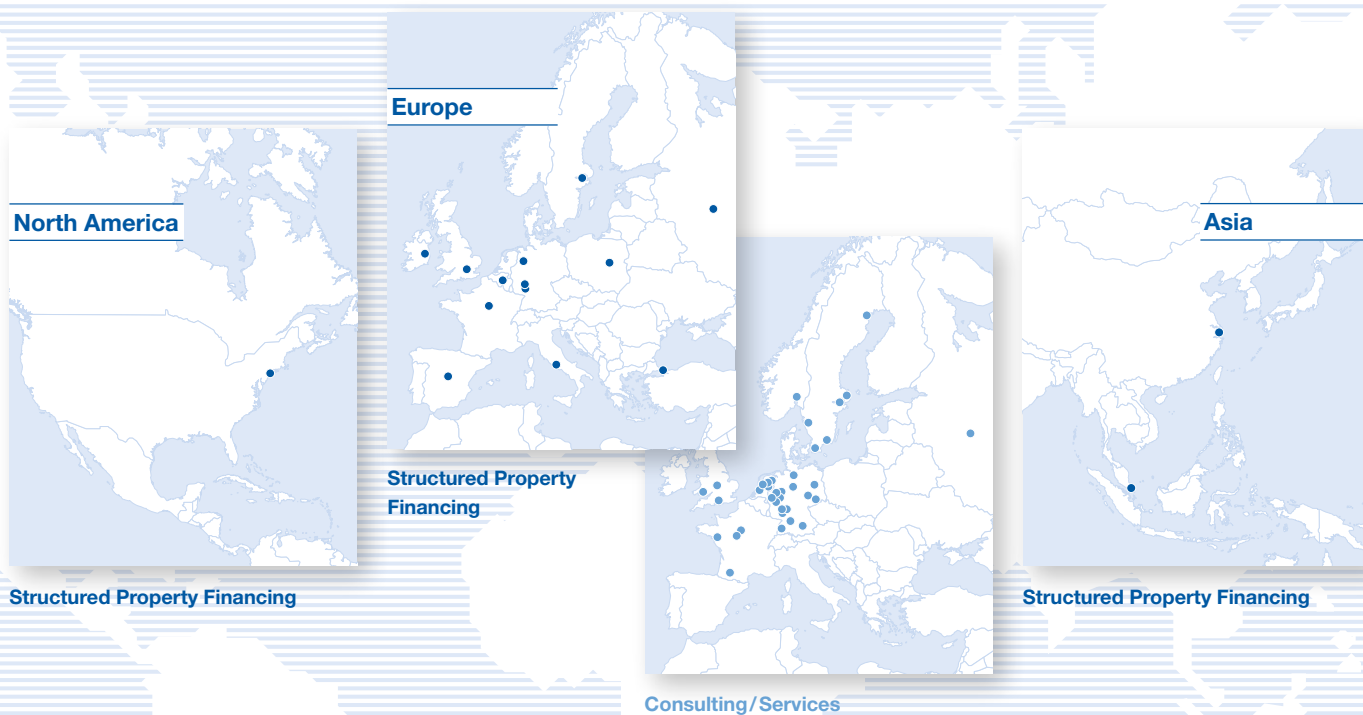 North America
Structured Property Financing
Europe
Structured Property
Financing
Consulting/Services
Asia
Structured Property Financing